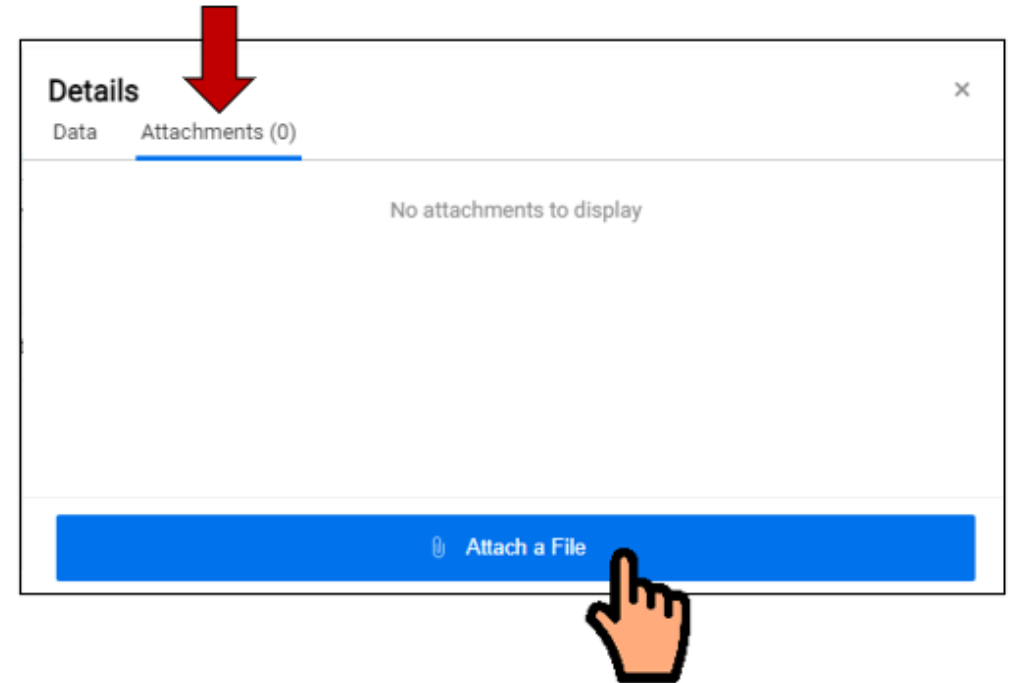 Details
Data Attachments (0)
No attachments to display
Attach a File